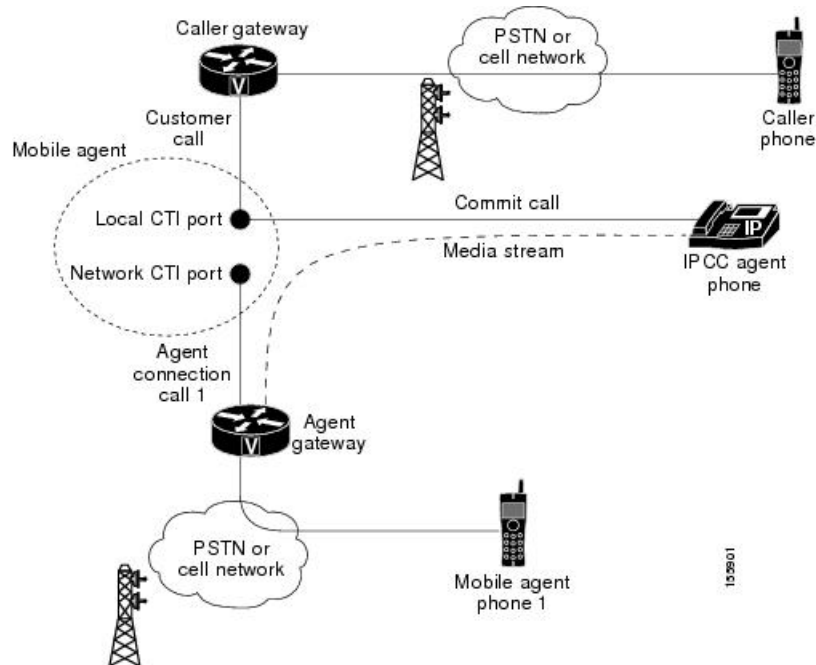 Caller gateway
V
PSTN or
cell network
Caller
phone
Customer
call
Mobile agent
Local CTI port
Commit call
IP
Media stream
IPCC agent
phone
Network CTI port
Agent
connection
call 1
V
Agent
gateway
PSTN or
cell network
Mobile agent
phone 1
155901